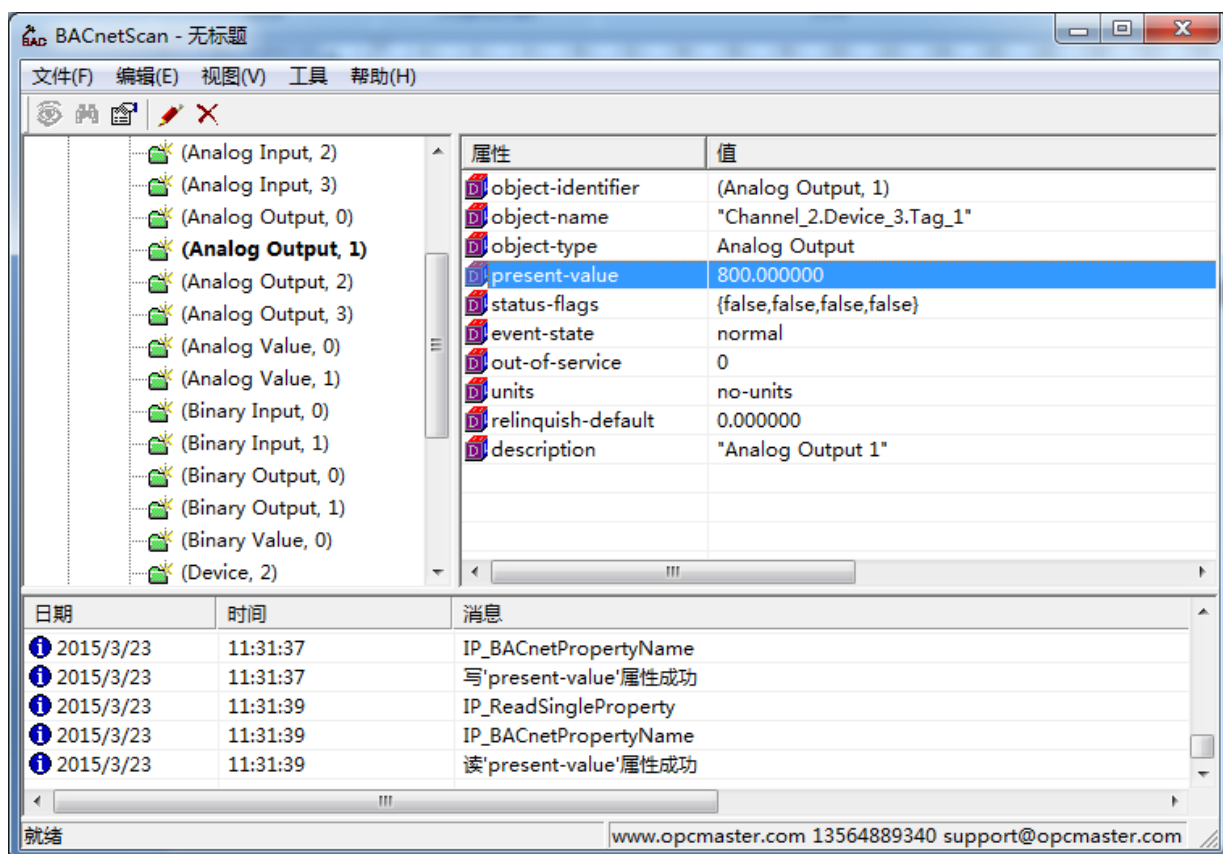 BACnetScan - 无标题
文件(F) 编辑(E) 视图(V) 工具 帮助(H)
(Analog Input, 2)
(Analog Input, 3)
(Analog Output, 0)
(Analog Output, 1)
(Analog Output, 2)
(Analog Output, 3)
(Analog Value, 0)
(Analog Value, 1)
(Binary Input, 0)
(Binary Input, 1)
(Binary Output, 0)
(Binary Output, 1)
(Binary Value, 0)
(Device, 2)
属性 值
object-identifier (Analog Output, 1)
object-name "Channel_2.Device_3.Tag_1"
object-type Analog Output
present-value 800.000000
status-flags {false,false,false,false}
event-state normal
out-of-service 0
units no-units
relinquish-default 0.000000
description "Analog Output 1"
日期 时间 消息
2015/3/23 11:31:37 IP_BACnetPropertyName
2015/3/23 11:31:37 写'present-value'属性成功
2015/3/23 11:31:39 IP_ReadSingleProperty
2015/3/23 11:31:39 IP_BACnetPropertyName
2015/3/23 11:31:39 读'present-value'属性成功
就绪 www.opcmaster.com 13564889340 support@opcmaster.com